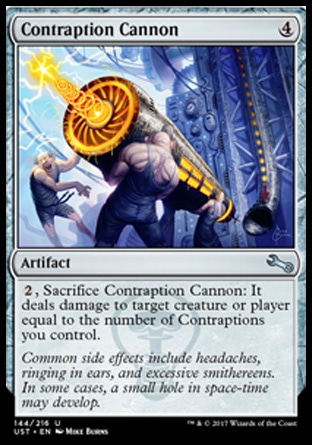 Contraption Cannon 4
Artifact
2, Sacrifice Contraption Cannon: It
deals damage to target creature or player
equal to the number of Contraptions
you control.
Common side effects include headaches,
ringing in ears, and excessive smithereens.
In some cases, a small hole in space-time
may develop.
144/216 U
UST • EN Mike Burns
™ & © 2017 Wizards of the Coast